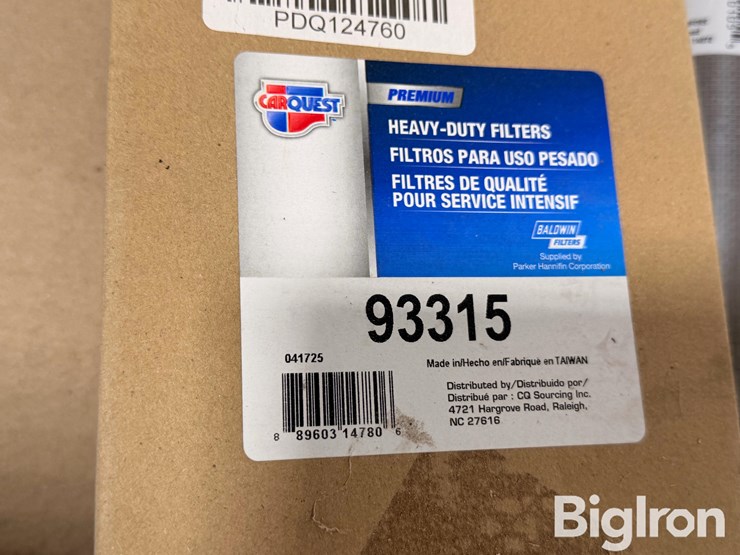 PDQ124760
CARQUEST
PREMIUM
HEAVY-DUTY FILTERS
FILTROS PARA USO PESADO
FILTRES DE QUALITÉ
POUR SERVICE INTENSIF
BALDWIN
FILTERS
Supplied by
Parker Hannifin Corporation
93315
041725
Made in/Hecho en/Fabriqué en TAIWAN
Distributed by/Distribuido por/
Distribué par : CQ Sourcing Inc.
4721 Hargrove Road, Raleigh,
NC 27616
8 89603 14780 6
BigIron